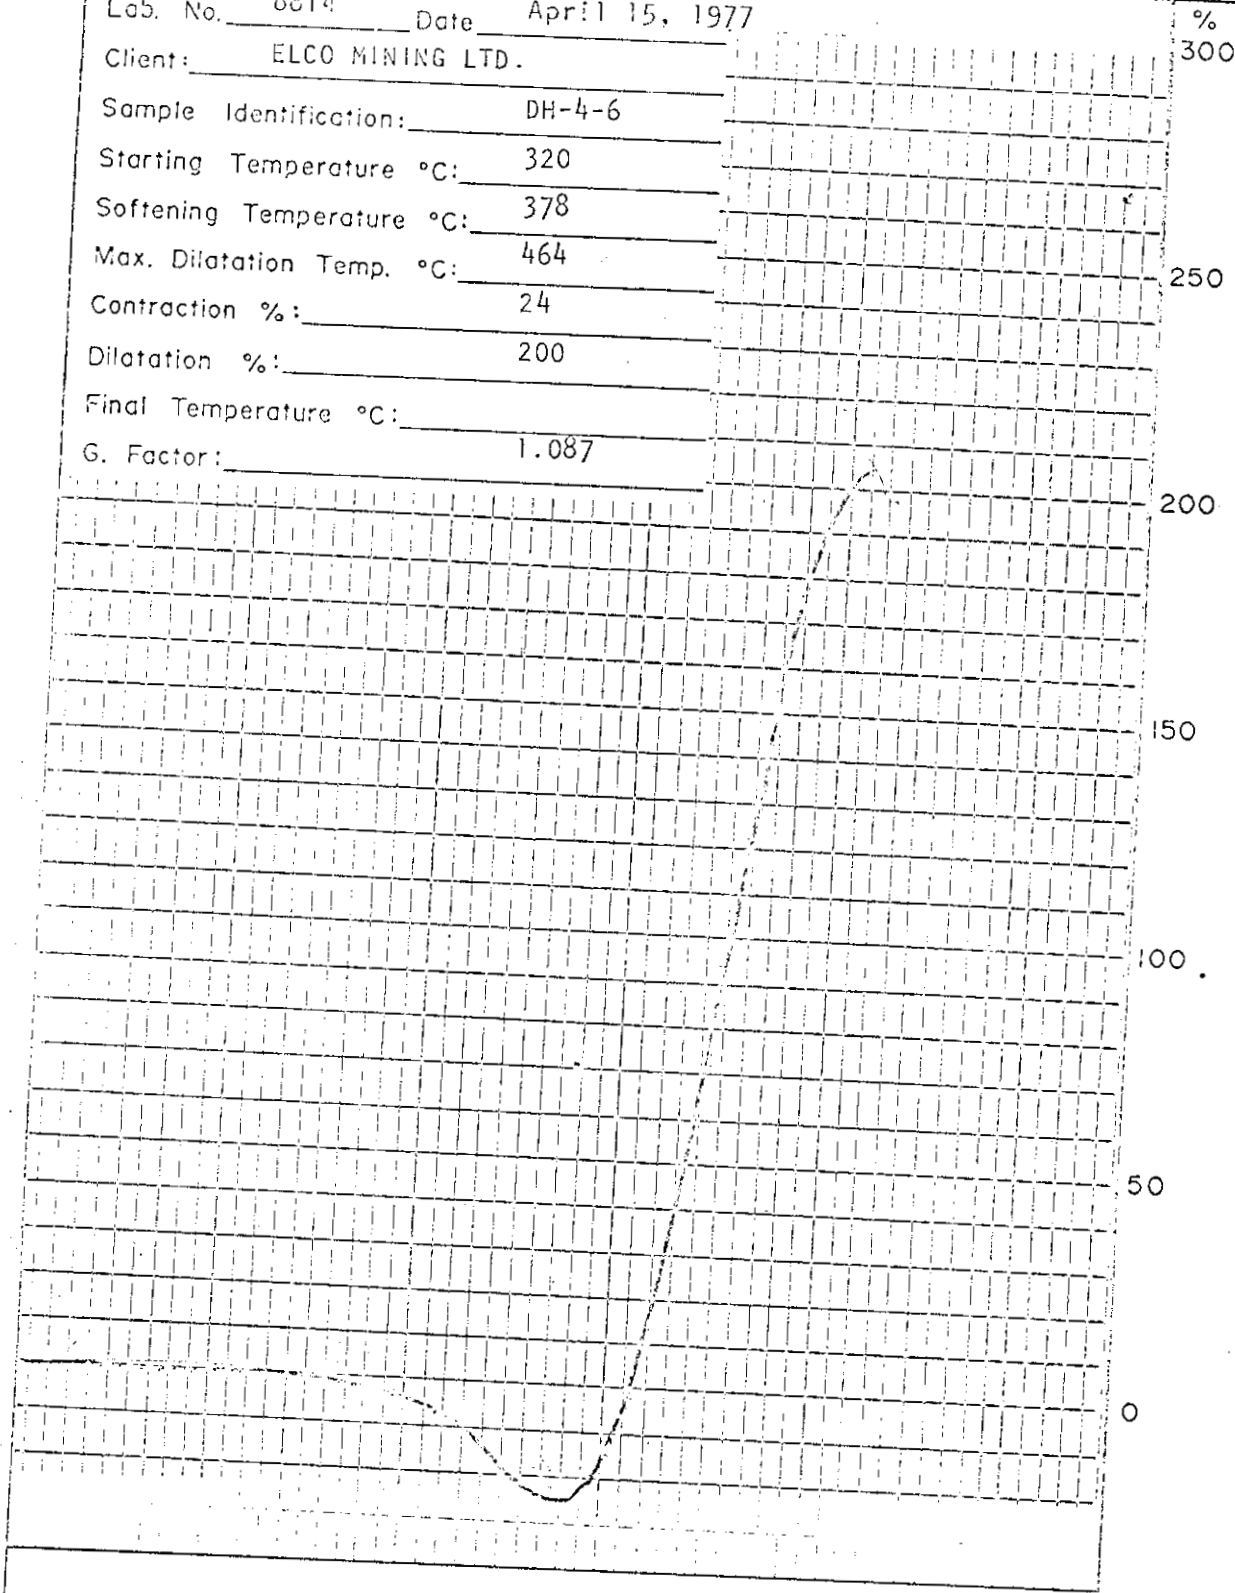 Lab. No. Date April 15, 1977
Client: ELCO MINING LTD.
Sample Identification: DH-4-6
Starting Temperature °C: 320
Softening Temperature °C: 378
Max. Dilatation Temp. °C: 464
Contraction %: 24
Dilatation %: 200
Final Temperature °C:
G. Factor: 1.087
%
300
250
200
150
100
50
0